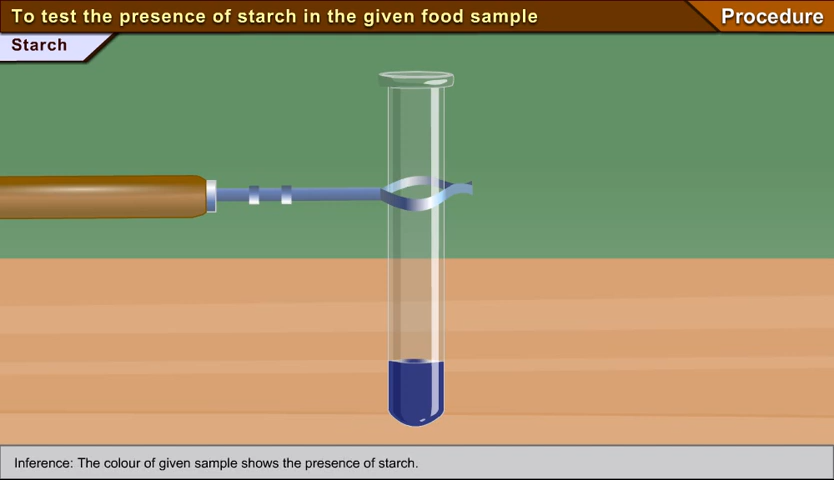 To test the presence of starch in the given food sample
Procedure
Starch
Inference: The colour of given sample shows the presence of starch.